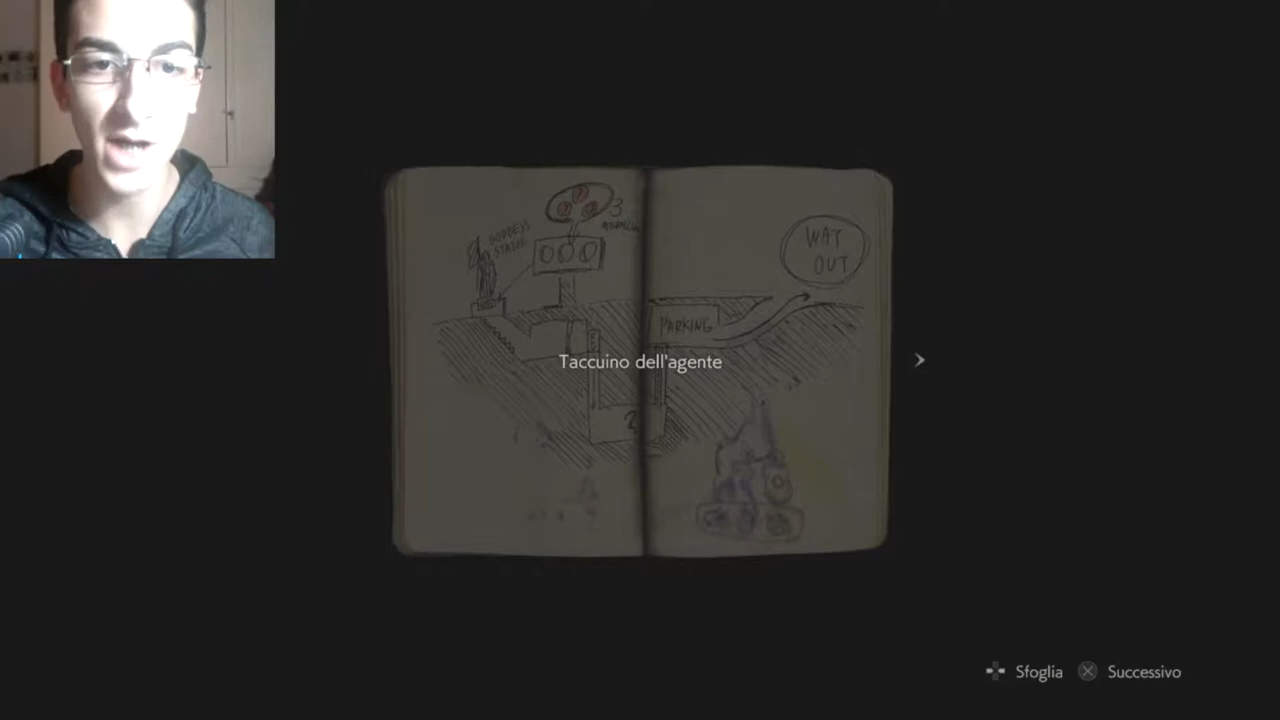 GODDESS
STATUE
3
WAY
OUT
PARKING
Taccuino dell'agente
?
Sfoglia
Successivo